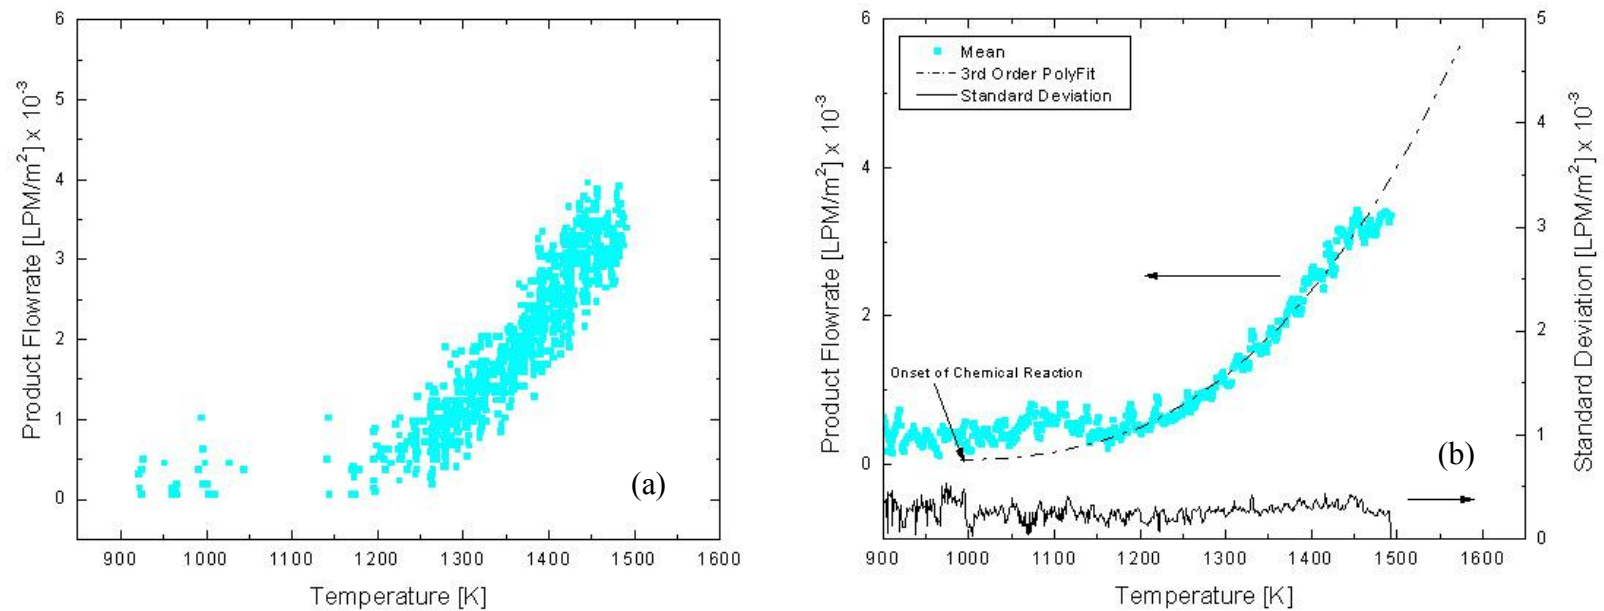 Product Flowrate [LPM/m²] x 10⁻³
6
5
4
3
2
1
0
900 1000 1100 1200 1300 1400 1500 1600
Temperature [K]
(a)
Product Flowrate [LPM/m²] x 10⁻³
6
4
2
0
Mean
3rd Order PolyFit
Standard Deviation
Onset of Chemical Reaction
(b)
900 1000 1100 1200 1300 1400 1500 1600
Temperature [K]
5
4
3
2
1
0
Standard Deviation [LPM/m²] x 10⁻³